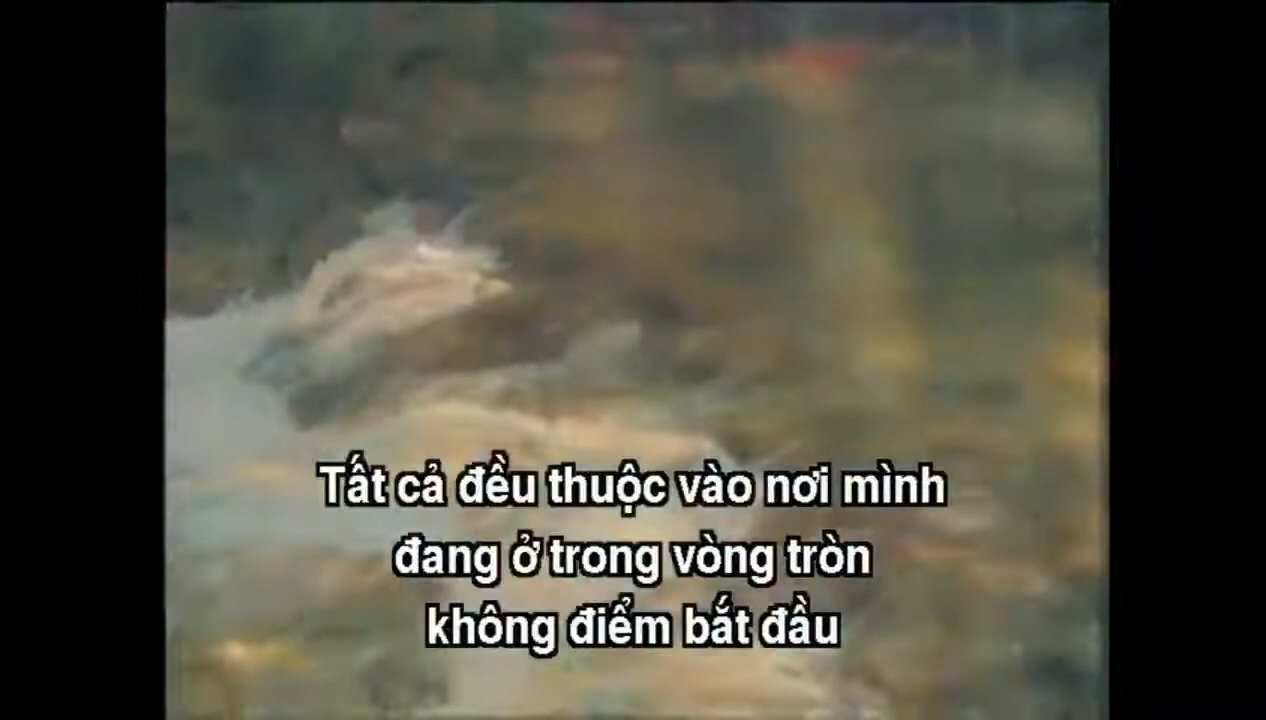 Tất cả đều thuộc vào nơi mình
đang ở trong vòng tròn
không điểm bắt đầu